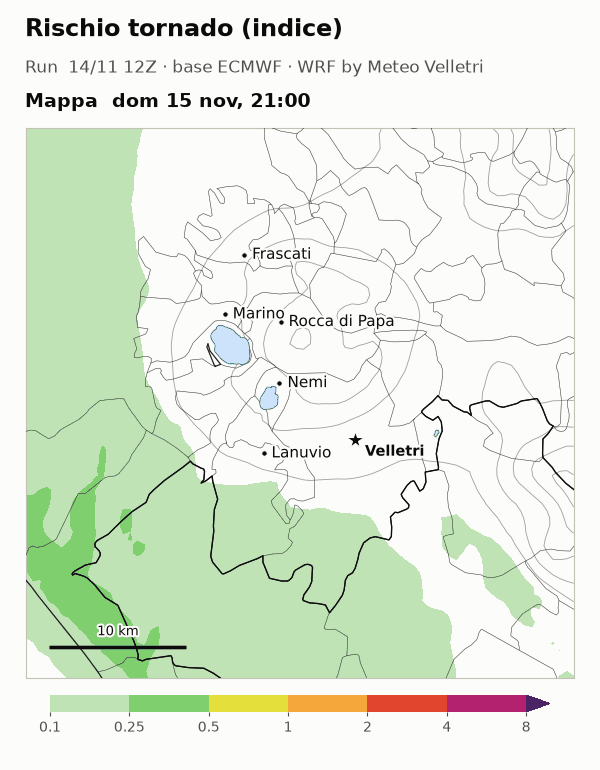 Rischio tornado (indice)
Run  14/11 12Z · base ECMWF · WRF by Meteo Velletri
Mappa  dom 15 nov, 21:00
Frascati
Marino
Rocca di Papa
Nemi
Velletri
Lanuvio
10 km
0.1 0.25 0.5 1 2 4 8